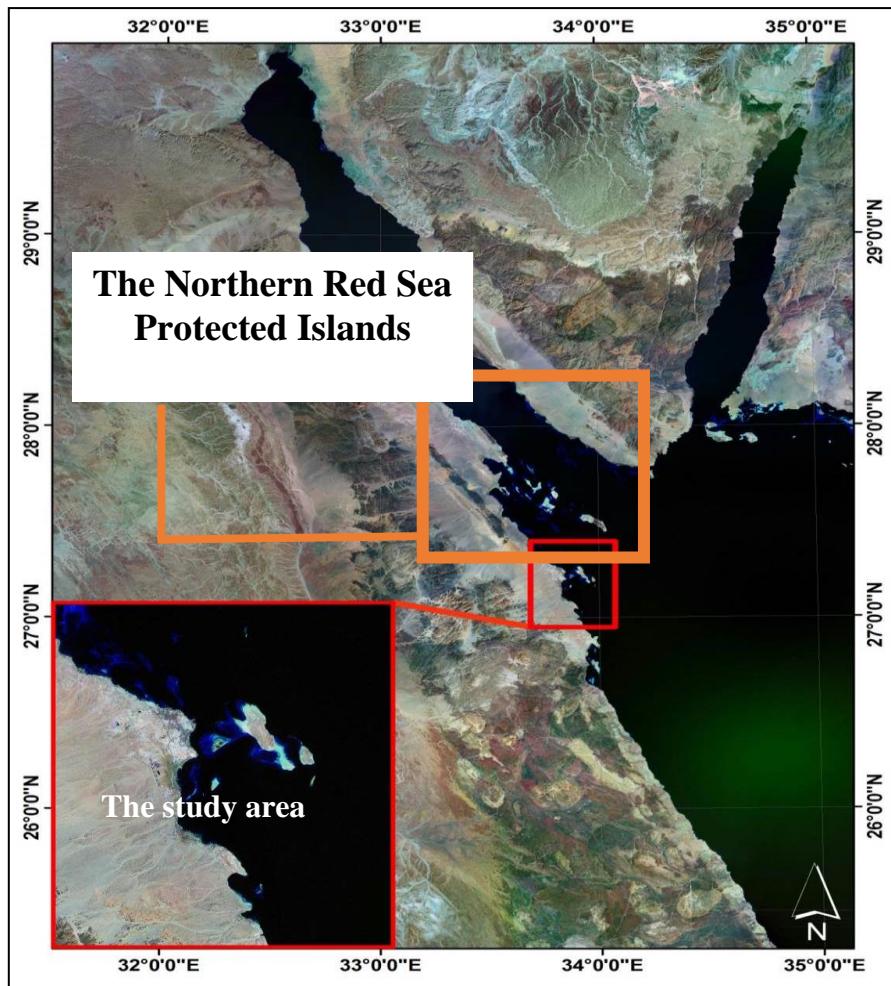 32°0'0"E 33°0'0"E 34°0'0"E 35°0'0"E
29°0'0"N 29°0'0"N
The Northern Red Sea
Protected Islands
28°0'0"N 28°0'0"N
27°0'0"N 27°0'0"N
The study area
26°0'0"N 26°0'0"N
N
32°0'0"E 33°0'0"E 34°0'0"E 35°0'0"E